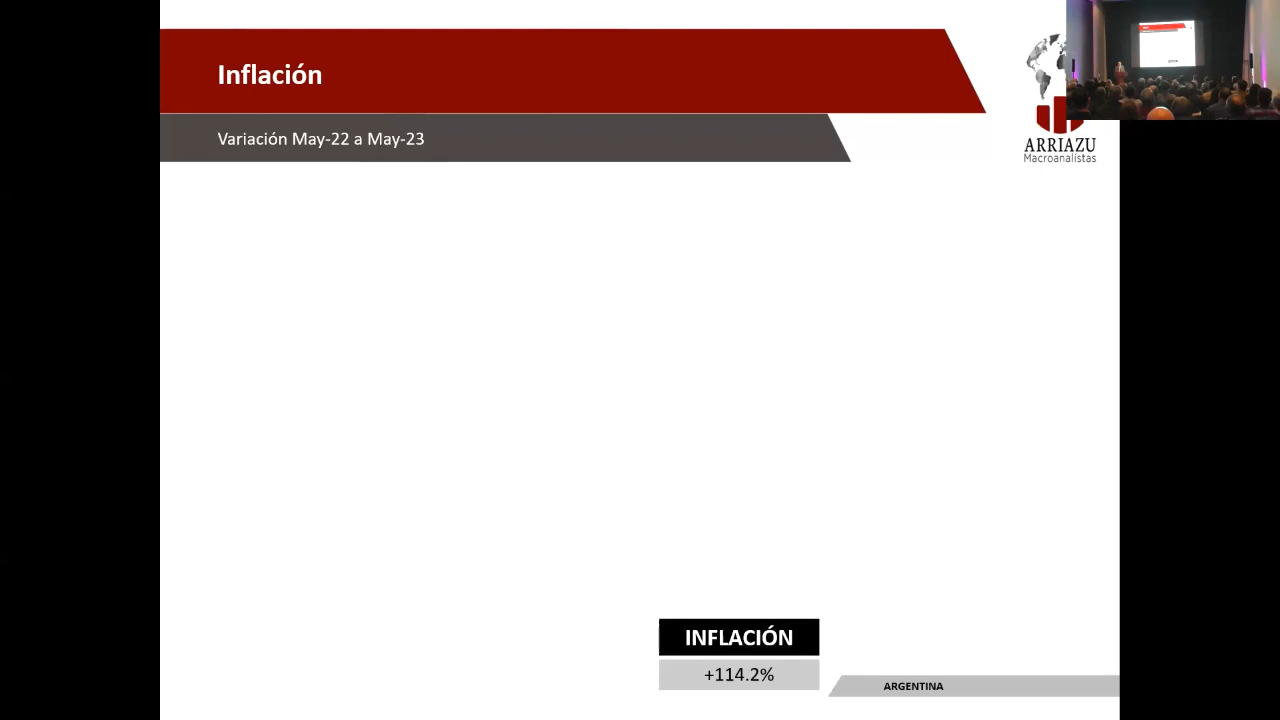 Inflación
Variación May-22 a May-23
ARRIAZU
Macroanalistas
INFLACIÓN
+114.2%
ARGENTINA